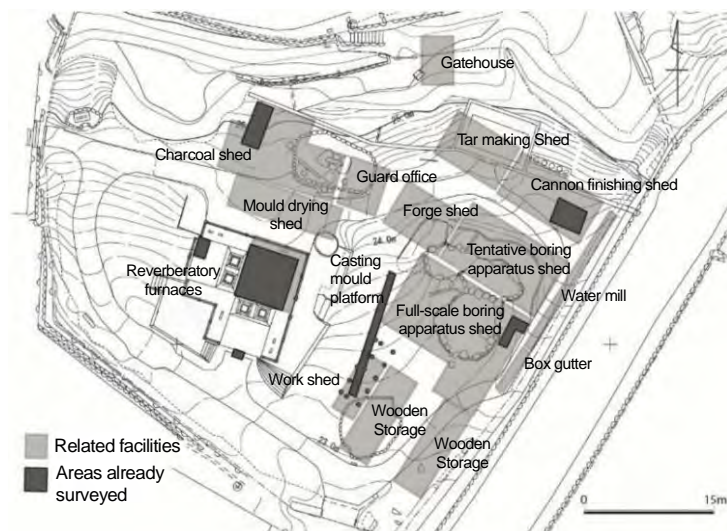 Gatehouse
Tar making Shed
Charcoal shed
Guard office
Cannon finishing shed
Mould drying
shed
Forge shed
24.0m
Tentative boring
apparatus shed
Reverberatory
furnaces
Casting
mould
platform
Water mill
Full-scale boring
apparatus shed
Box gutter
Work shed
Wooden
Storage
Wooden
Storage
Related facilities
Areas already
surveyed
0
15m